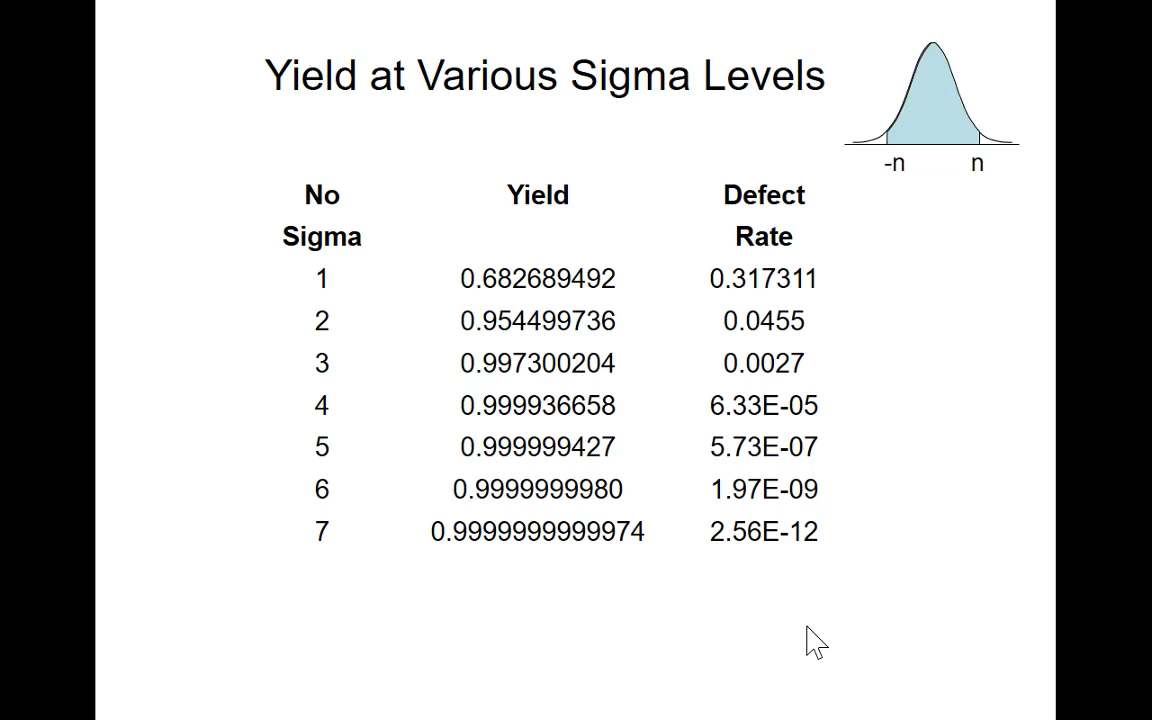 Yield at Various Sigma Levels
-n n
No Yield Defect
Sigma Rate
1 0.682689492 0.317311
2 0.954499736 0.0455
3 0.997300204 0.0027
4 0.999936658 6.33E-05
5 0.999999427 5.73E-07
6 0.9999999980 1.97E-09
7 0.9999999999974 2.56E-12